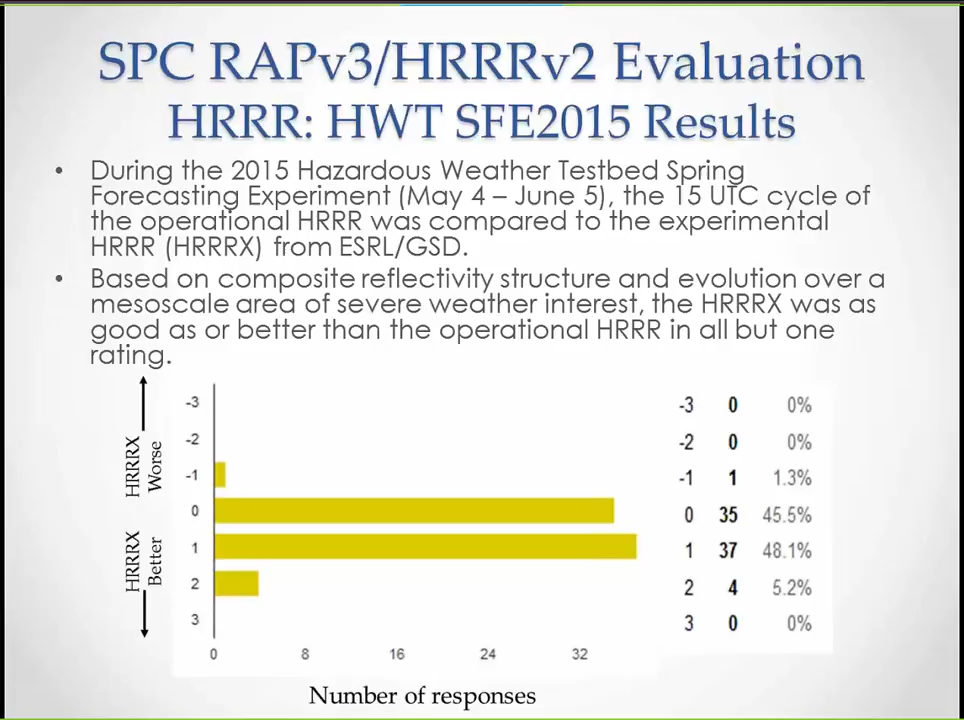 SPC RAPv3/HRRRv2 Evaluation
HRRR: HWT SFE2015 Results
• During the 2015 Hazardous Weather Testbed Spring
Forecasting Experiment (May 4 – June 5), the 15 UTC cycle of
the operational HRRR was compared to the experimental
HRRR (HRRRX) from ESRL/GSD.
• Based on composite reflectivity structure and evolution over a
mesoscale area of severe weather interest, the HRRRX was as
good as or better than the operational HRRR in all but one
rating.
HRRRX
Worse
HRRRX
Better
-3
-2
-1
0
1
2
3
0 8 16 24 32
Number of responses
-3 0 0%
-2 0 0%
-1 1 1.3%
0 35 45.5%
1 37 48.1%
2 4 5.2%
3 0 0%